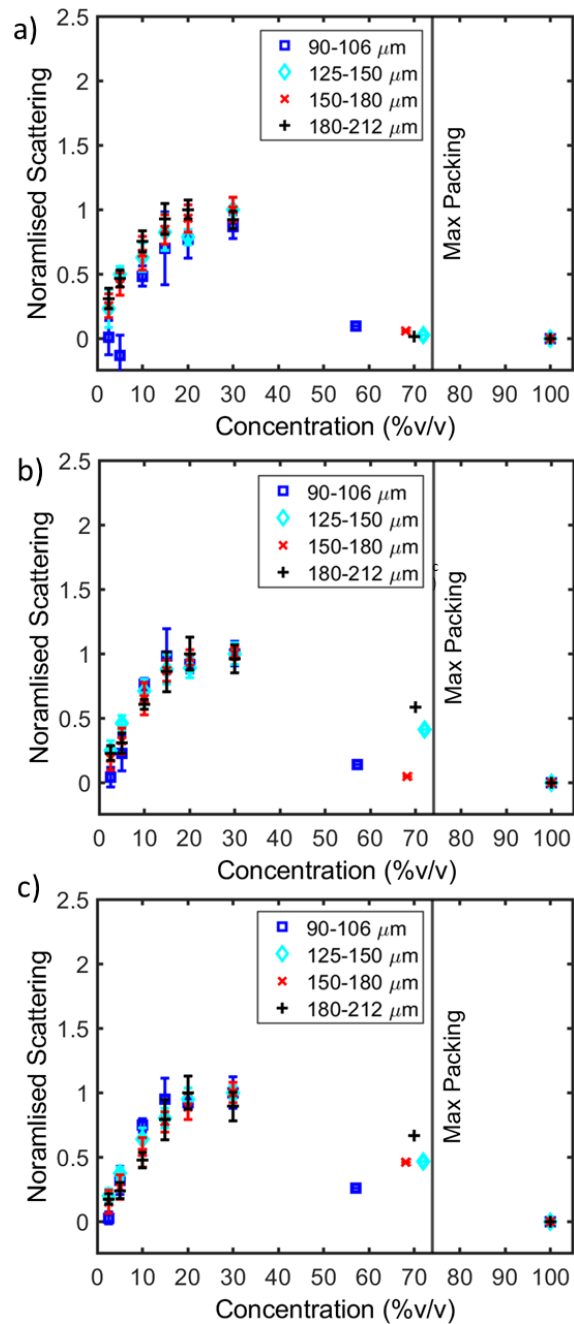 a)
2.5
2
1.5
1
0.5
0
Noramlised Scattering
90-106 μm
125-150 μm
150-180 μm
180-212 μm
Max Packing
0 10 20 30 40 50 60 70 80 90 100
Concentration (%v/v)
b)
2.5
2
1.5
1
0.5
0
Noramlised Scattering
90-106 μm
125-150 μm
150-180 μm
180-212 μm
c
)
Max Packing
0 10 20 30 40 50 60 70 80 90 100
Concentration (%v/v)
c)
2.5
2
1.5
1
0.5
0
Noramlised Scattering
90-106 μm
125-150 μm
150-180 μm
180-212 μm
Max Packing
0 10 20 30 40 50 60 70 80 90 100
Concentration (%v/v)